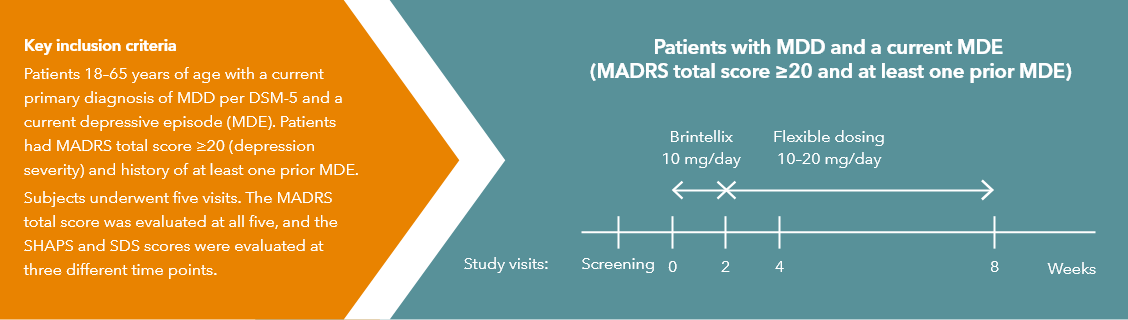 Key inclusion criteria
Patients 18–65 years of age with a current
primary diagnosis of MDD per DSM-5 and a
current depressive episode (MDE). Patients
had MADRS total score ≥20 (depression
severity) and history of at least one prior MDE.
Subjects underwent five visits. The MADRS
total score was evaluated at all five, and the
SHAPS and SDS scores were evaluated at
three different time points.
Patients with MDD and a current MDE
(MADRS total score ≥20 and at least one prior MDE)
Brintellix
10 mg/day
Flexible dosing
10–20 mg/day
Study visits: Screening 0 2 4 8 Weeks